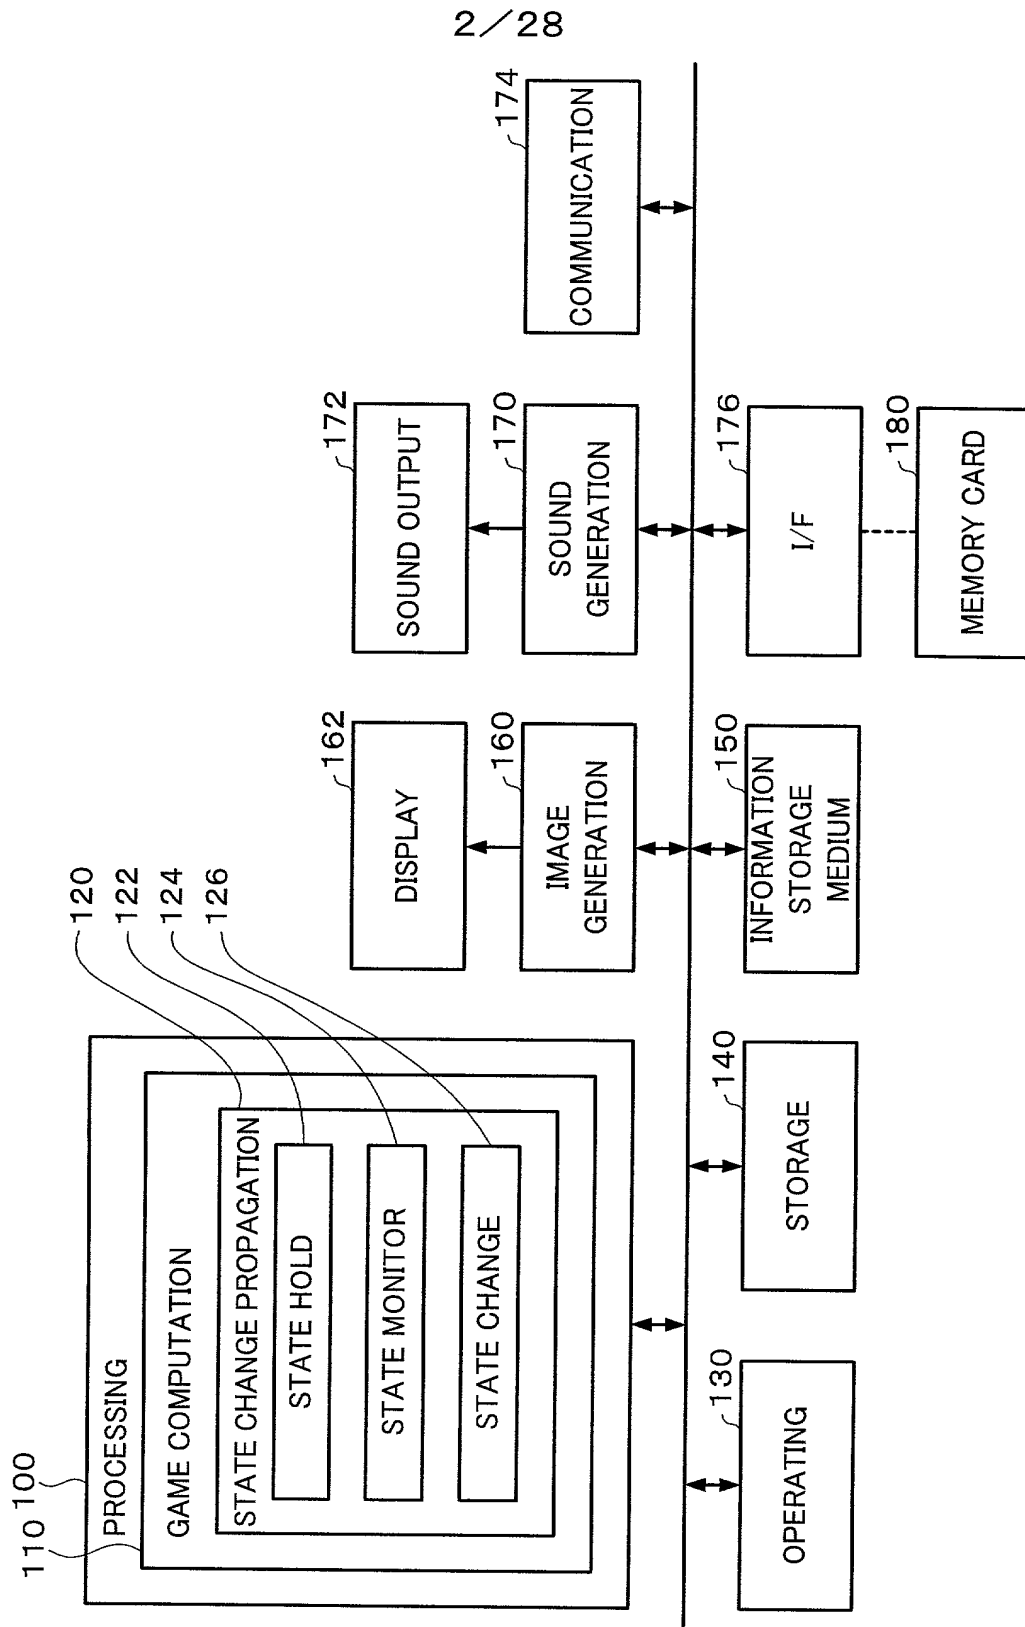 2/28
110
100
PROCESSING
GAME COMPUTATION
STATE CHANGE PROPAGATION
STATE HOLD
STATE MONITOR
STATE CHANGE
120
122
124
126
162
DISPLAY
160
IMAGE
GENERATION
172
SOUND OUTPUT
170
SOUND
GENERATION
174
COMMUNICATION
130
OPERATING
140
STORAGE
150
INFORMATION
STORAGE
MEDIUM
176
I/F
180
MEMORY CARD